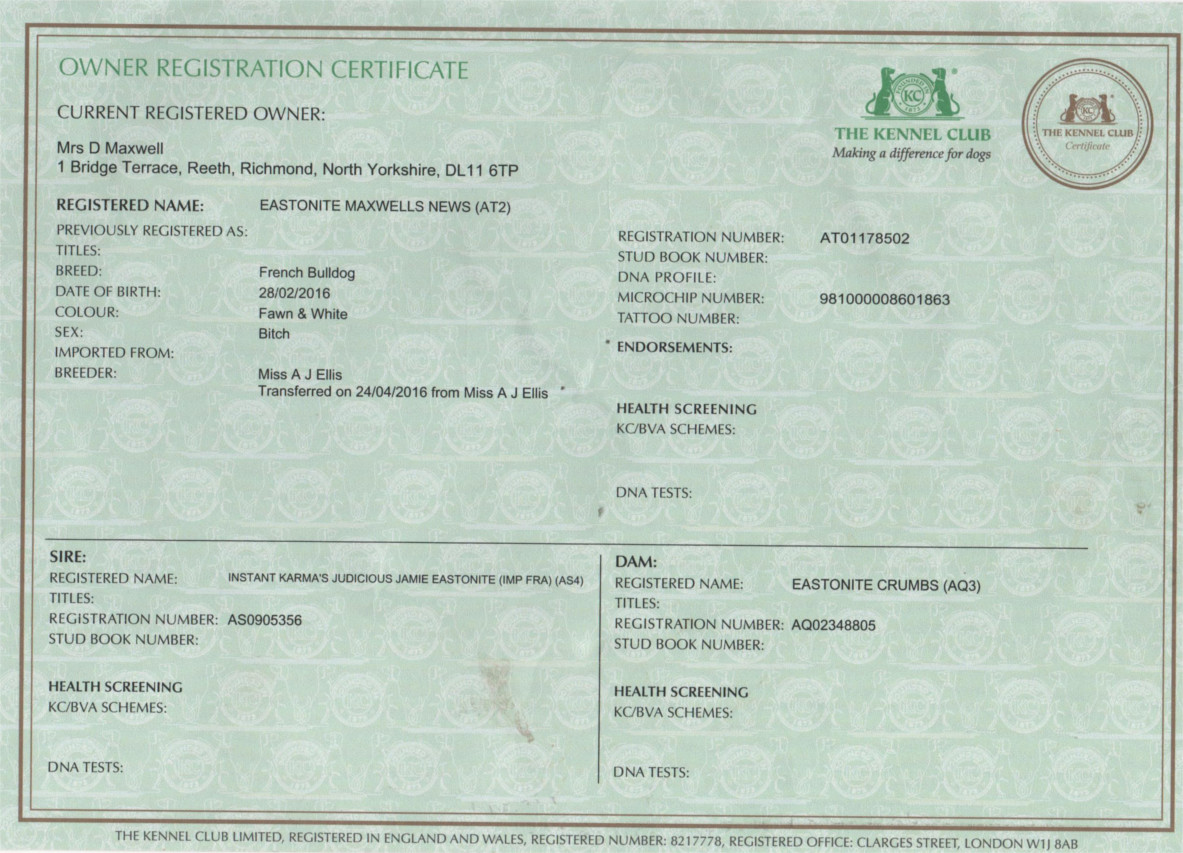 OWNER REGISTRATION CERTIFICATE
CURRENT REGISTERED OWNER:
Mrs D Maxwell
1 Bridge Terrace, Reeth, Richmond, North Yorkshire, DL11 6TP
THE KENNEL CLUB
Making a difference for dogs
THE KENNEL CLUB
Certificate
REGISTERED NAME: EASTONITE MAXWELLS NEWS (AT2)
PREVIOUSLY REGISTERED AS:
TITLES:
BREED: French Bulldog
DATE OF BIRTH: 28/02/2016
COLOUR: Fawn & White
SEX: Bitch
IMPORTED FROM:
BREEDER: Miss A J Ellis
Transferred on 24/04/2016 from Miss A J Ellis *
REGISTRATION NUMBER: AT01178502
STUD BOOK NUMBER:
DNA PROFILE:
MICROCHIP NUMBER: 981000008601863
TATTOO NUMBER:
* ENDORSEMENTS:
HEALTH SCREENING
KC/BVA SCHEMES:
DNA TESTS:
SIRE:
REGISTERED NAME: INSTANT KARMA'S JUDICIOUS JAMIE EASTONITE (IMP FRA) (AS4)
TITLES:
REGISTRATION NUMBER: AS0905356
STUD BOOK NUMBER:
HEALTH SCREENING
KC/BVA SCHEMES:
DNA TESTS:
DAM:
REGISTERED NAME: EASTONITE CRUMBS (AQ3)
TITLES:
REGISTRATION NUMBER: AQ02348805
STUD BOOK NUMBER:
HEALTH SCREENING
KC/BVA SCHEMES:
DNA TESTS:
THE KENNEL CLUB LIMITED, REGISTERED IN ENGLAND AND WALES, REGISTERED NUMBER: 8217778, REGISTERED OFFICE: CLARGES STREET, LONDON W1J 8AB